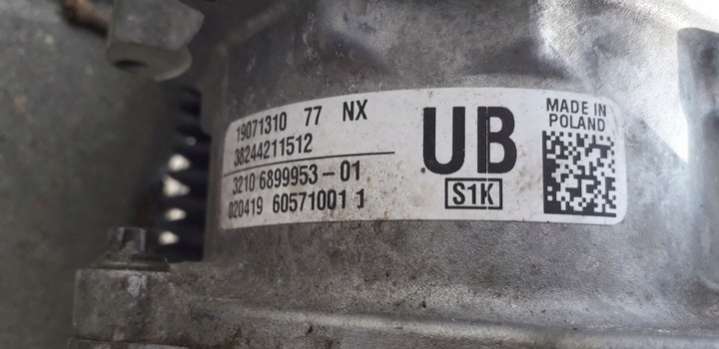 19071310 77 NX
38244211512
3210 6899953-01
020419 60571001 1
UB
S1K
MADE IN
POLAND